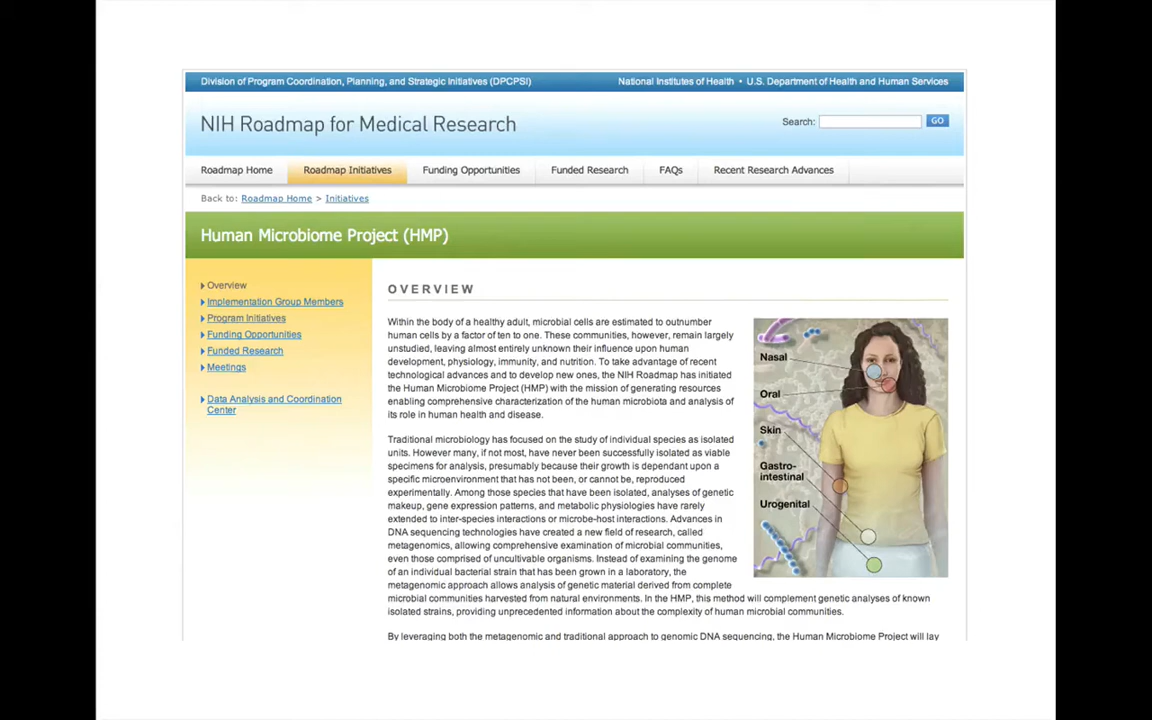 Division of Program Coordination, Planning, and Strategic Initiatives (DPCPSI)
National Institutes of Health • U.S. Department of Health and Human Services
NIH Roadmap for Medical Research
Search:
GO
Roadmap Home
Roadmap Initiatives
Funding Opportunities
Funded Research
FAQs
Recent Research Advances
Back to: Roadmap Home > Initiatives
Human Microbiome Project (HMP)
Overview
Implementation Group Members
Program Initiatives
Funding Opportunities
Funded Research
Meetings
Data Analysis and Coordination
Center
OVERVIEW
Within the body of a healthy adult, microbial cells are estimated to outnumber
human cells by a factor of ten to one. These communities, however, remain largely
unstudied, leaving almost entirely unknown their influence upon human
development, physiology, immunity, and nutrition. To take advantage of recent
technological advances and to develop new ones, the NIH Roadmap has initiated
the Human Microbiome Project (HMP) with the mission of generating resources
enabling comprehensive characterization of the human microbiota and analysis of
its role in human health and disease.
Traditional microbiology has focused on the study of individual species as isolated
units. However many, if not most, have never been successfully isolated as viable
specimens for analysis, presumably because their growth is dependant upon a
specific microenvironment that has not been, or cannot be, reproduced
experimentally. Among those species that have been isolated, analyses of genetic
makeup, gene expression patterns, and metabolic physiologies have rarely
extended to inter-species interactions or microbe-host interactions. Advances in
DNA sequencing technologies have created a new field of research, called
metagenomics, allowing comprehensive examination of microbial communities,
even those comprised of uncultivable organisms. Instead of examining the genome
of an individual bacterial strain that has been grown in a laboratory, the
metagenomic approach allows analysis of genetic material derived from complete
microbial communities harvested from natural environments. In the HMP, this method will complement genetic analyses of known
isolated strains, providing unprecedented information about the complexity of human microbial communities.
By leveraging both the metagenomic and traditional approach to genomic DNA sequencing, the Human Microbiome Project will lay
Nasal
Oral
Skin
Gastro-
intestinal
Urogenital